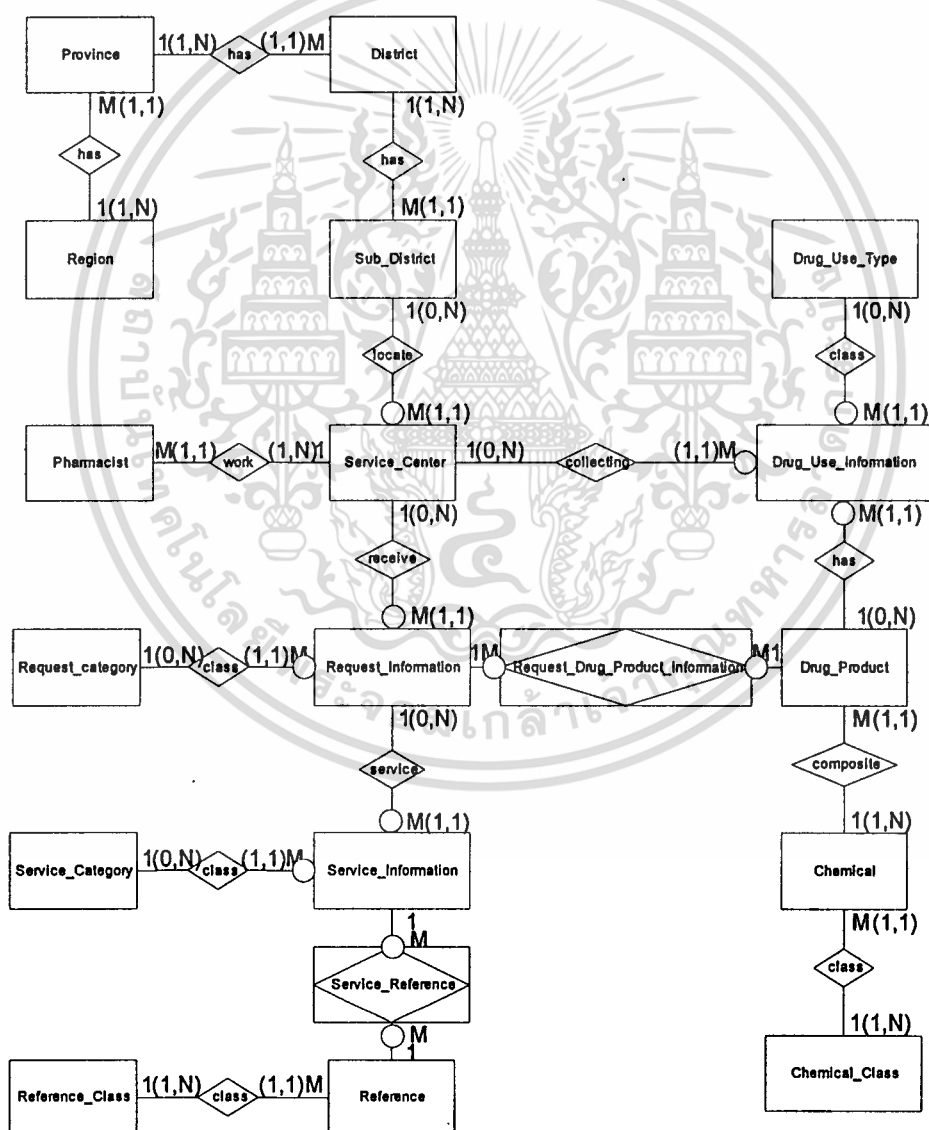 Province 1(1,N) has (1,1)M District
M(1,1) 1(1,N)
has has
1(1,N) M(1,1)
Region Sub_District Drug_Use_Type
1(0,N) 1(0,N)
locate class
M(1,1) M(1,1)
Pharmacist M(1,1) work (1,N)1 Service_Center 1(0,N) collecting (1,1)M Drug_Use_Information
1(0,N) M(1,1)
receive has
M(1,1) 1(0,N)
Request_category 1(0,N) class (1,1)M Request_Information 1M Request_Drug_Product_Information M1 Drug_Product
1(0,N) M(1,1)
service composite
M(1,1) 1(1,N)
Service_Category 1(0,N) class (1,1)M Service_Information Chemical
1 M(1,1)
M
Service_Reference class
M
1 1(1,N)
Reference_Class 1(1,N) class (1,1)M Reference Chemical_Class